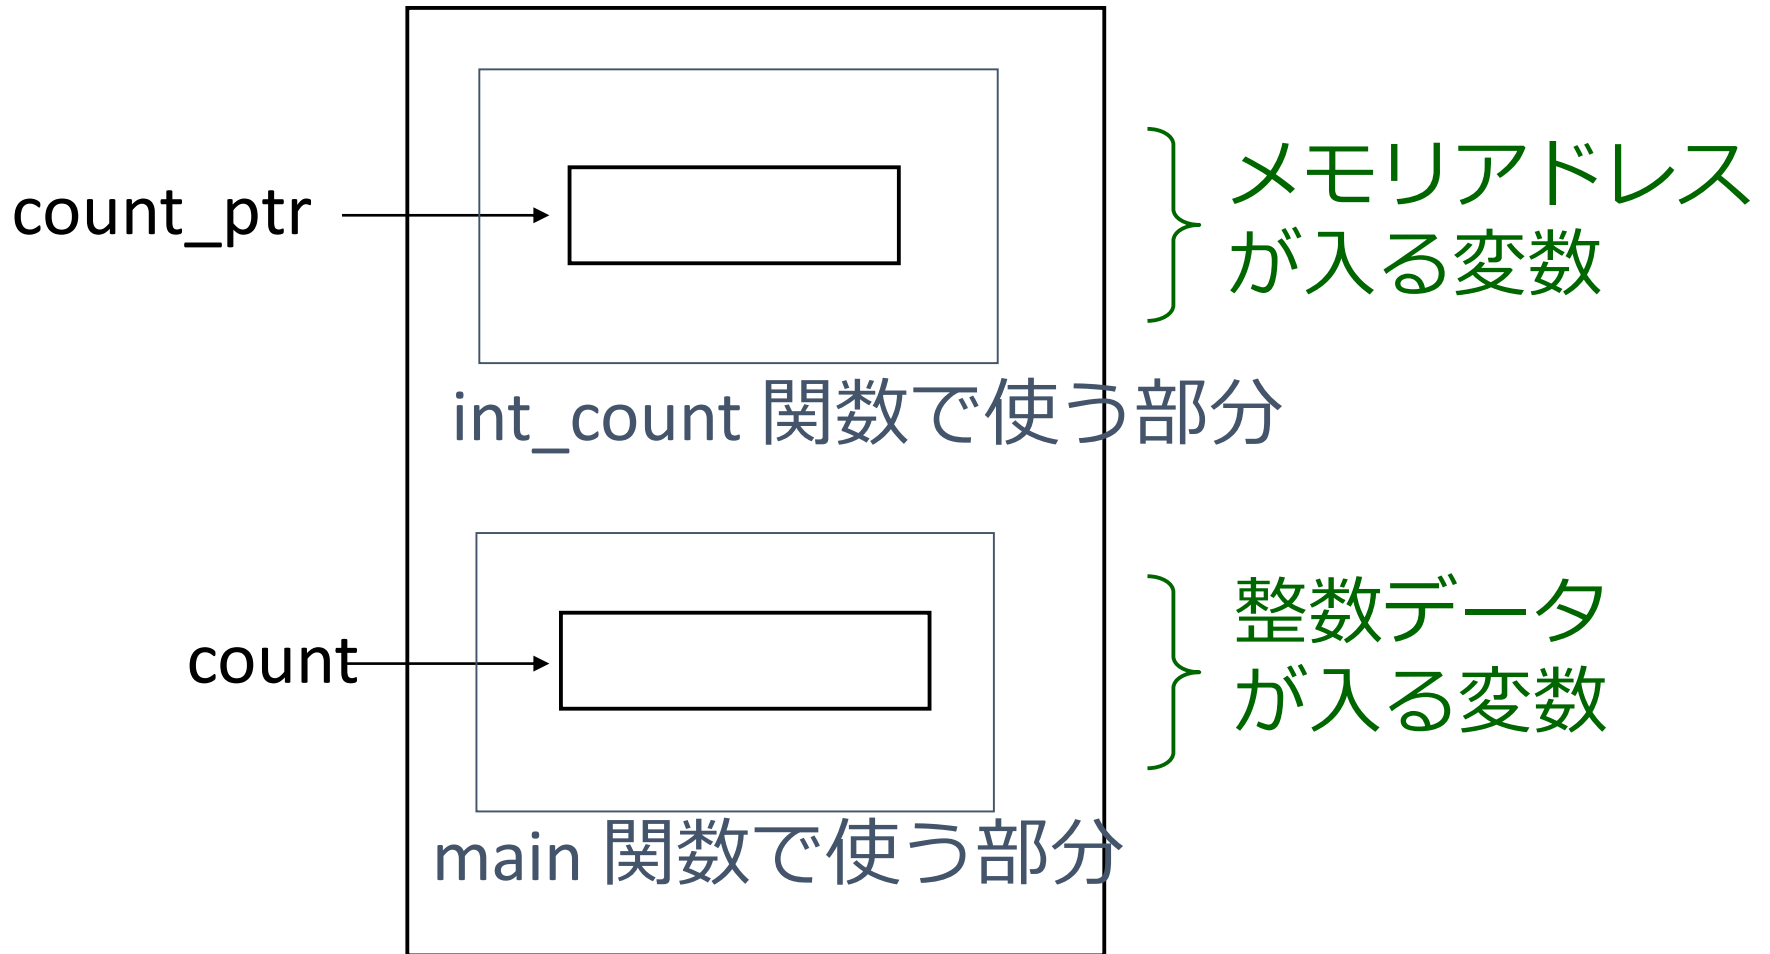 count_ptr
メモリアドレス
が入る変数
int_count 関数で使う部分
count
整数データ
が入る変数
main 関数で使う部分